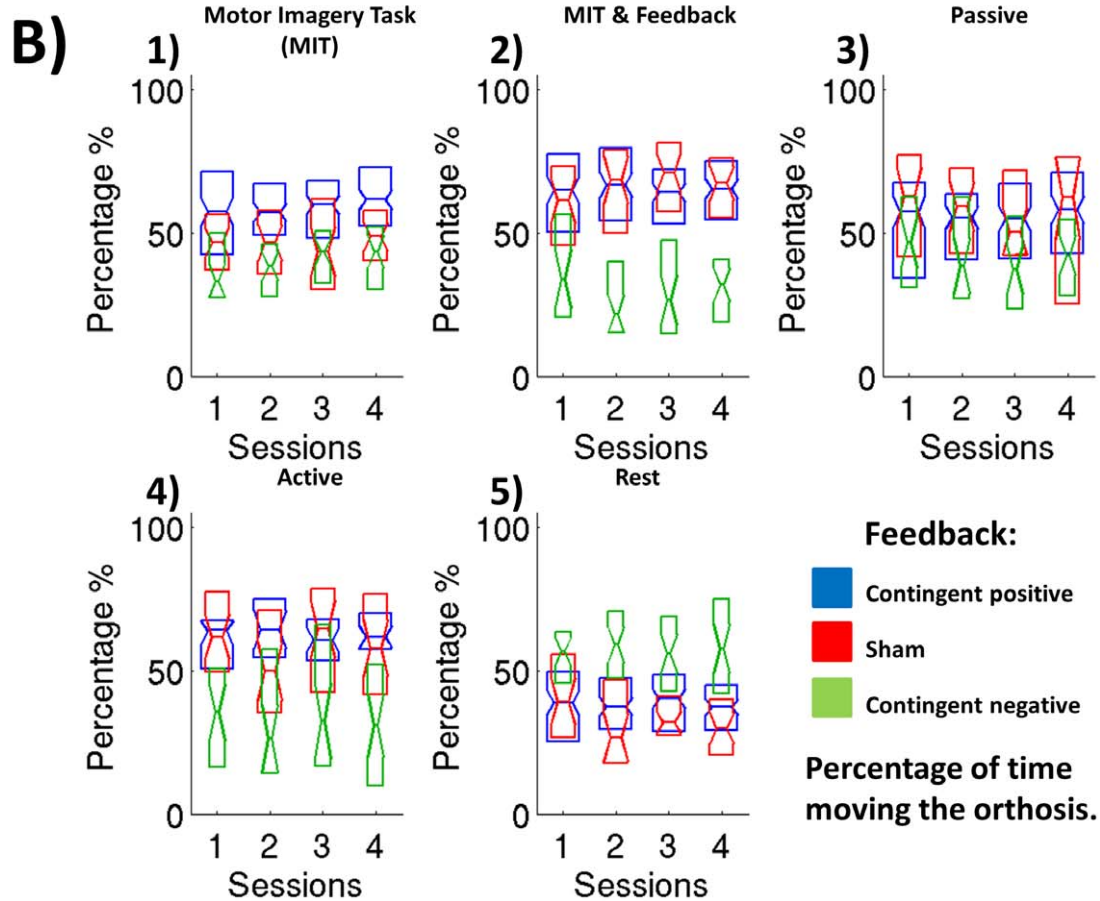 B)
Motor Imagery Task
(MIT)
1)
100
50
0
Percentage %
1 2 3 4
Sessions
MIT & Feedback
2)
100
50
0
Percentage %
1 2 3 4
Sessions
Passive
3)
100
50
0
Percentage %
1 2 3 4
Sessions
Active
4)
100
50
0
Percentage %
1 2 3 4
Sessions
Rest
5)
100
50
0
Percentage %
1 2 3 4
Sessions
Feedback:
Contingent positive
Sham
Contingent negative
Percentage of time
moving the orthosis.